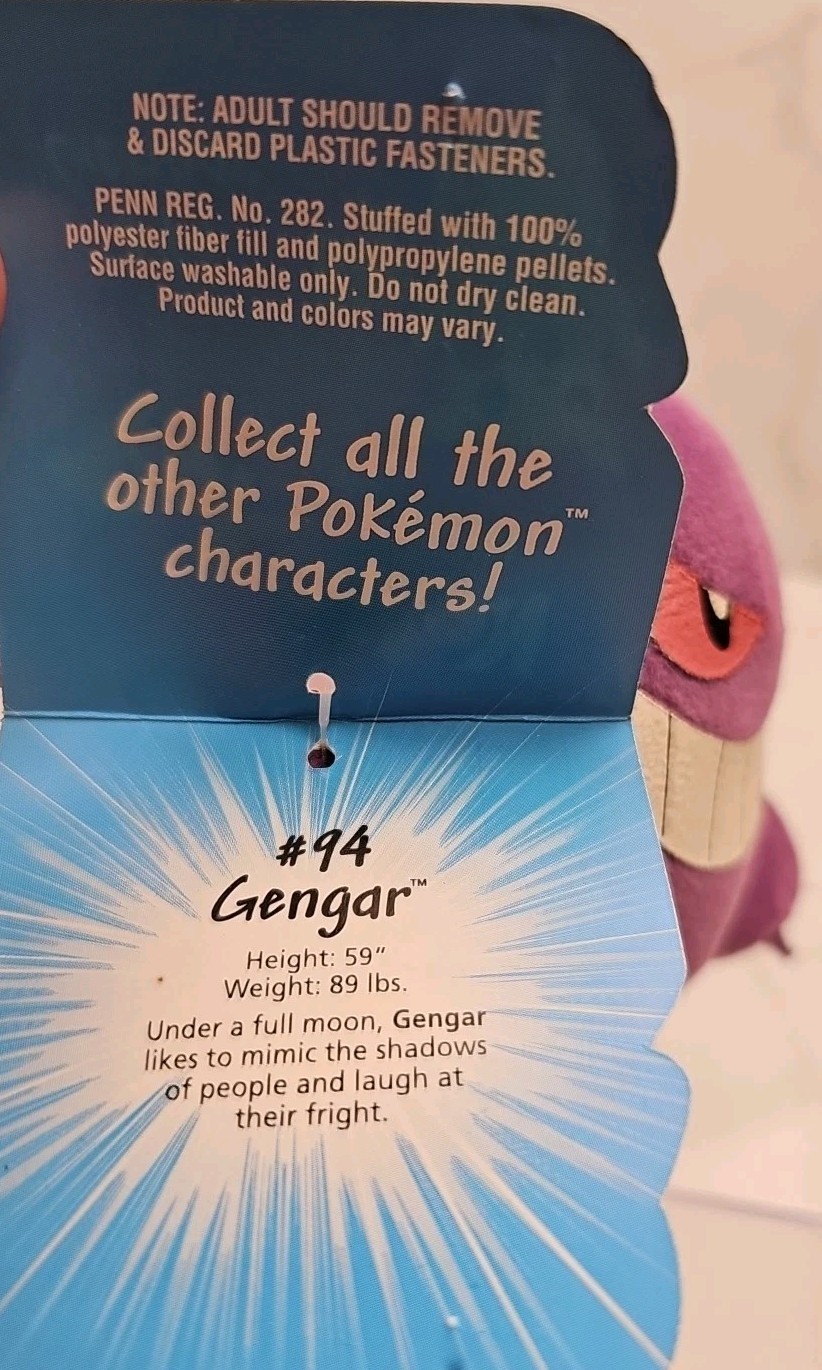 NOTE: ADULT SHOULD REMOVE
& DISCARD PLASTIC FASTENERS.
PENN REG. No. 282. Stuffed with 100%
polyester fiber fill and polypropylene pellets.
Surface washable only. Do not dry clean.
Product and colors may vary.
Collect all the
other Pokémon™
characters!
#94
Gengar™
Height: 59"
Weight: 89 lbs.
Under a full moon, Gengar
likes to mimic the shadows
of people and laugh at
their fright.